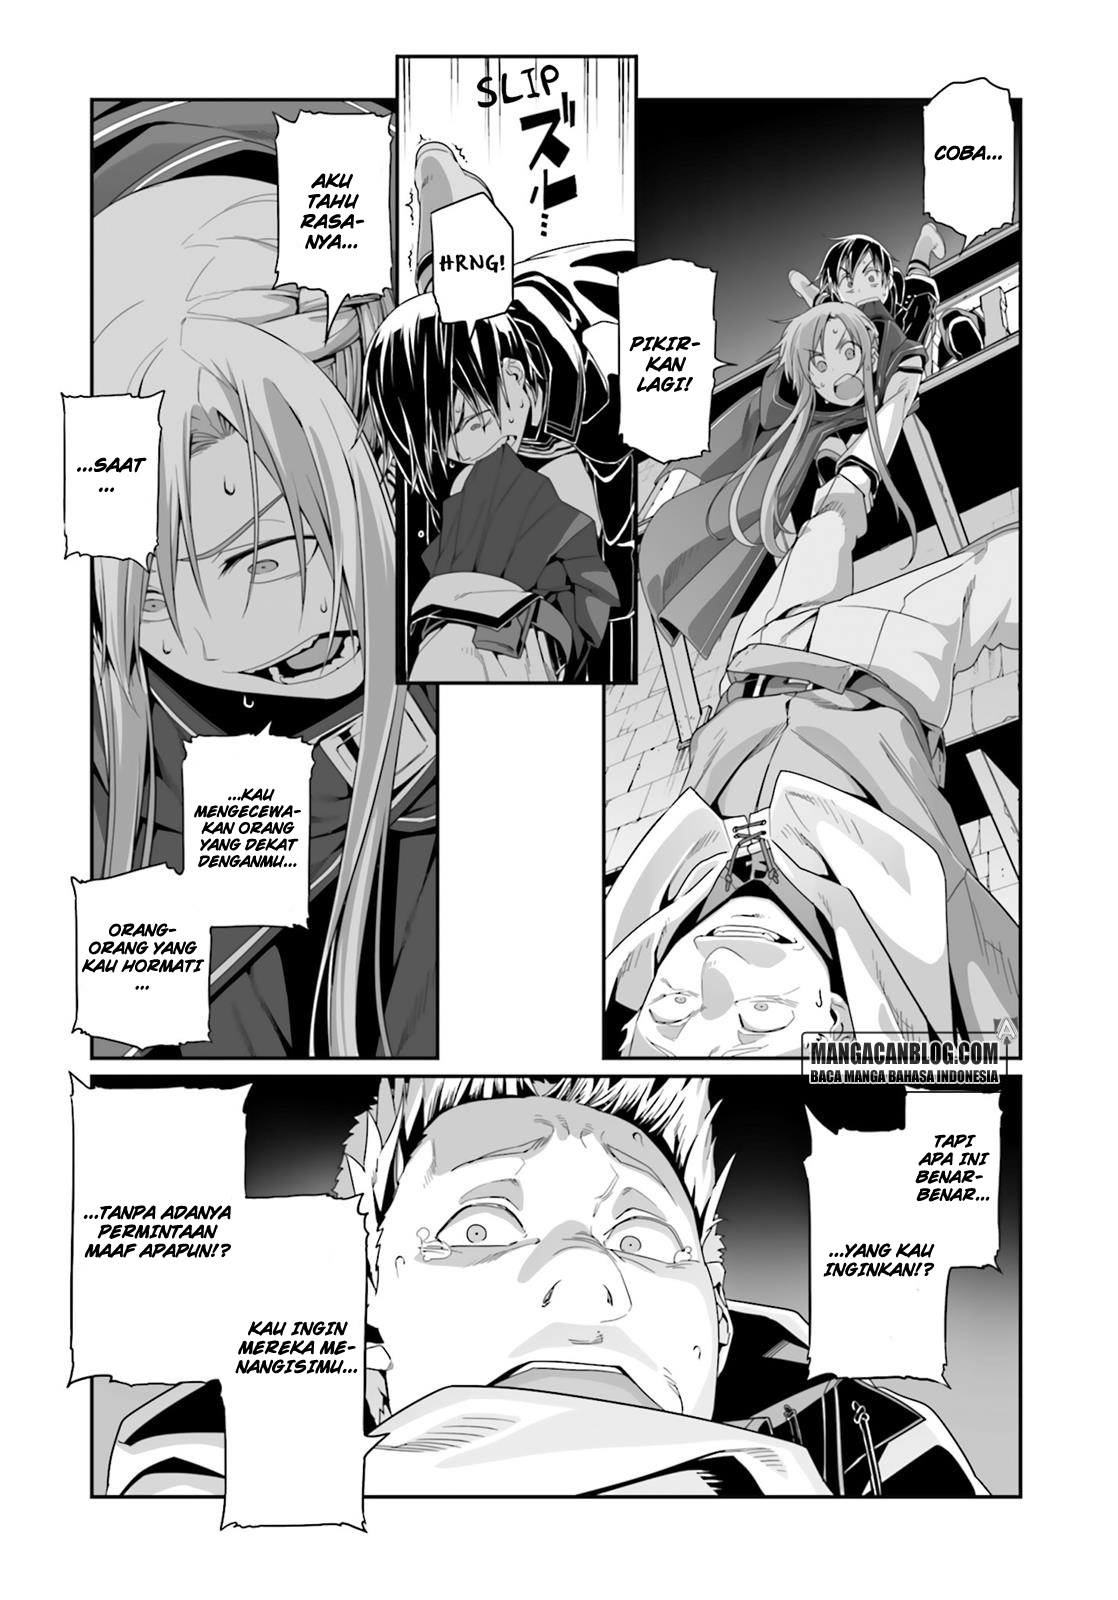 COBA...
PIKIR-
KAN
LAGI!
SLIP
ズルー...
HRNG!
AKU
TAHU
RASA-
NYA...
...SAAT
...
...KAU
MENGECEWA-
KAN ORANG
YANG DEKAT
DENGANMU...
ORANG-
ORANG YANG
KAU HORMATI
...
MANGACANBLOG.COM
BACA MANGA BAHASA INDONESIA
TAPI
APA INI
BENAR-
BENAR...
...YANG KAU
INGINKAN!?
KAU INGIN
MEREKA ME-
NANGISIMU...
...TANPA ADANYA
PERMINTAAN
MAAF APAPUN!?